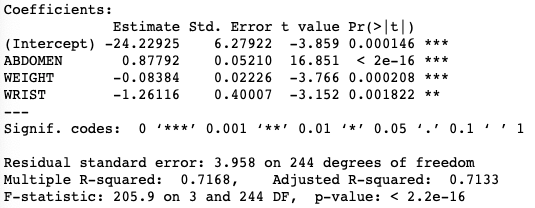 Coefficients:
            Estimate Std. Error t value Pr(>|t|)
(Intercept) -24.22925    6.27922  -3.859 0.000146 ***
ABDOMEN       0.87792    0.05210  16.851  < 2e-16 ***
WEIGHT       -0.08384    0.02226  -3.766 0.000208 ***
WRIST        -1.26116    0.40007  -3.152 0.001822 **
---
Signif. codes:  0 ‘***’ 0.001 ‘**’ 0.01 ‘*’ 0.05 ‘.’ 0.1 ‘ ’ 1
Residual standard error: 3.958 on 244 degrees of freedom
Multiple R-squared:  0.7168,	Adjusted R-squared:  0.7133
F-statistic: 205.9 on 3 and 244 DF,  p-value: < 2.2e-16